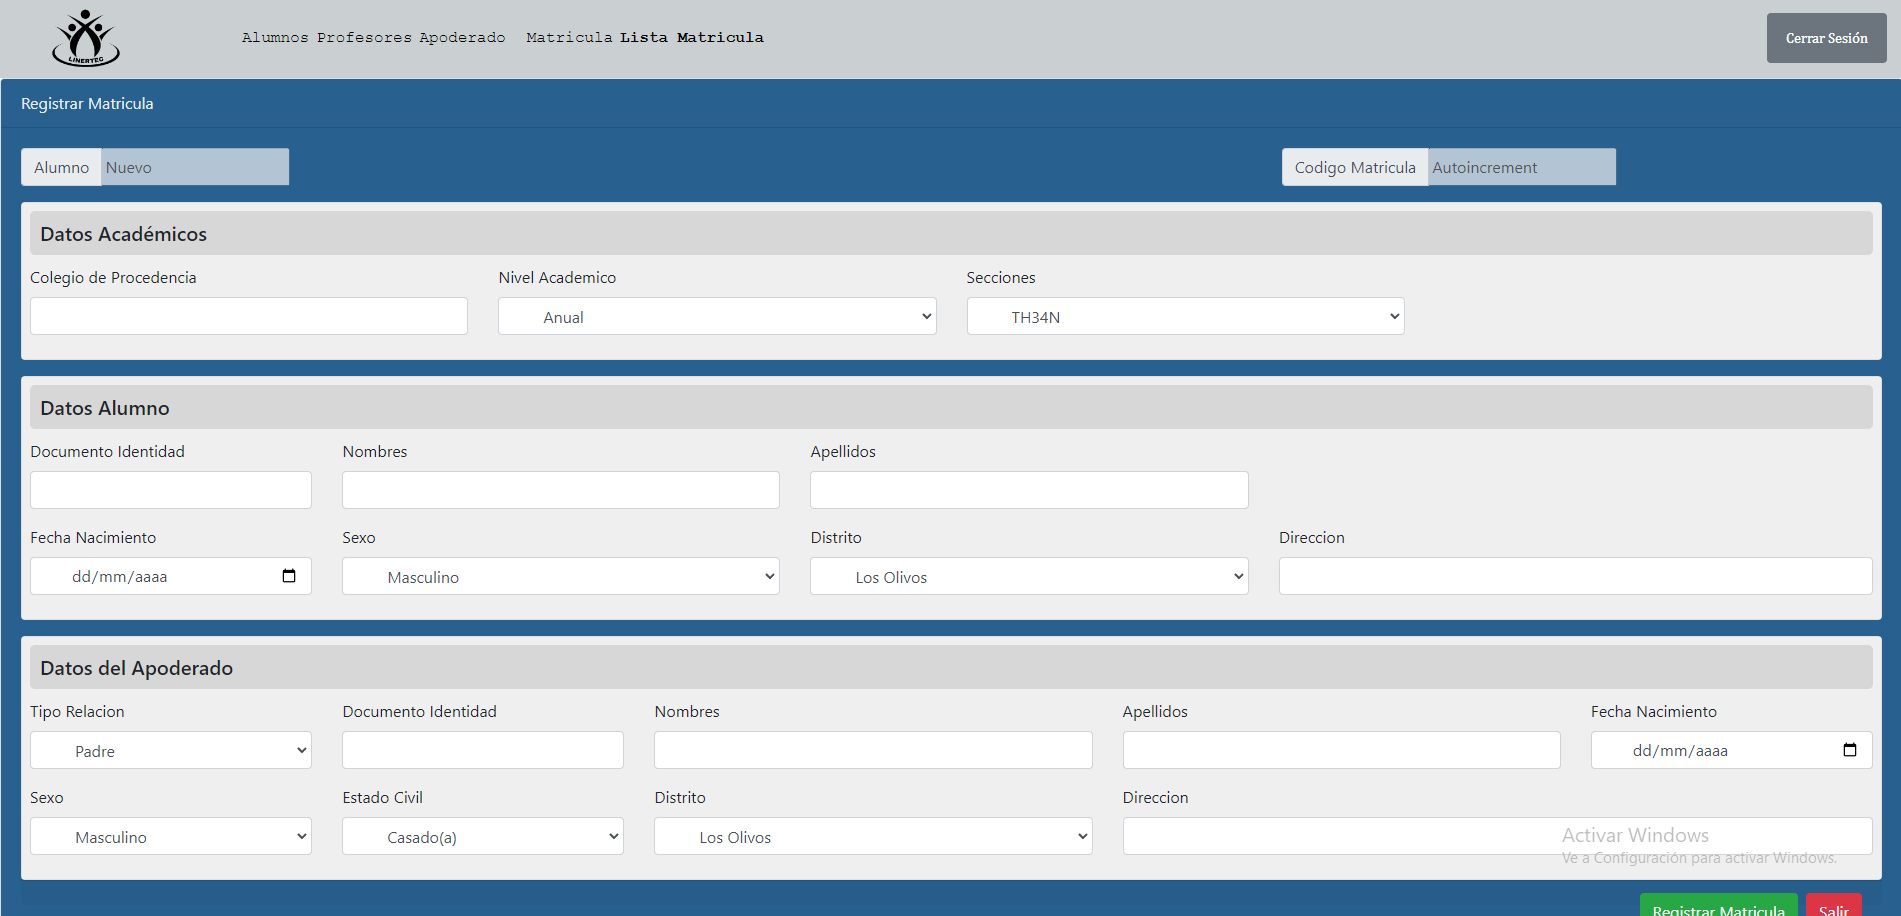 LINERTEC
Alumnos Profesores Apoderado Matricula Lista Matricula
Cerrar Sesión
Registrar Matricula
Alumno Nuevo Codigo Matricula Autoincrement
Datos Académicos
Colegio de Procedencia Nivel Academico Secciones
Anual TH34N
Datos Alumno
Documento Identidad Nombres Apellidos
Fecha Nacimiento Sexo Distrito Direccion
dd/mm/aaaa Masculino Los Olivos
Datos del Apoderado
Tipo Relacion Documento Identidad Nombres Apellidos Fecha Nacimiento
Padre dd/mm/aaaa
Sexo Estado Civil Distrito Direccion
Masculino Casado(a) Los Olivos
Activar Windows
Ve a Configuración para activar Windows.
Registrar Matricula Salir